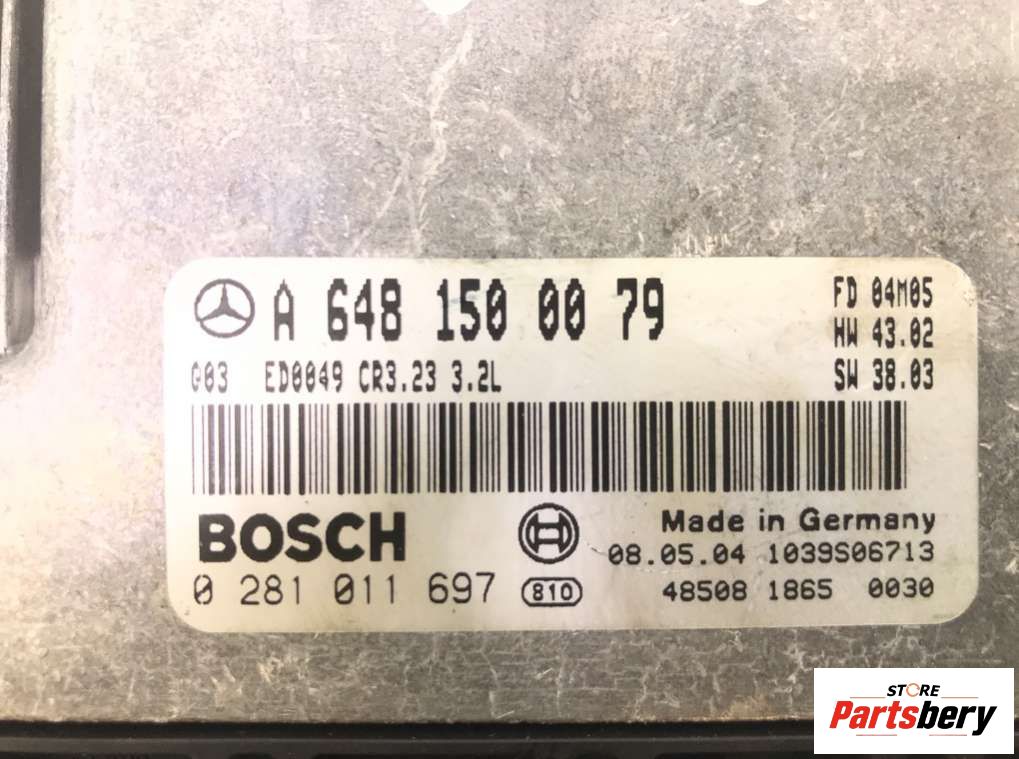 A 648 150 00 79
FD 04M05
HW 43.02
G03 ED0049 CR3.23 3.2L
SW 38.03
BOSCH
Made in Germany
08.05.04 1039S06713
0 281 011 697
810
48508 1865 0030
STORE
Partsbery